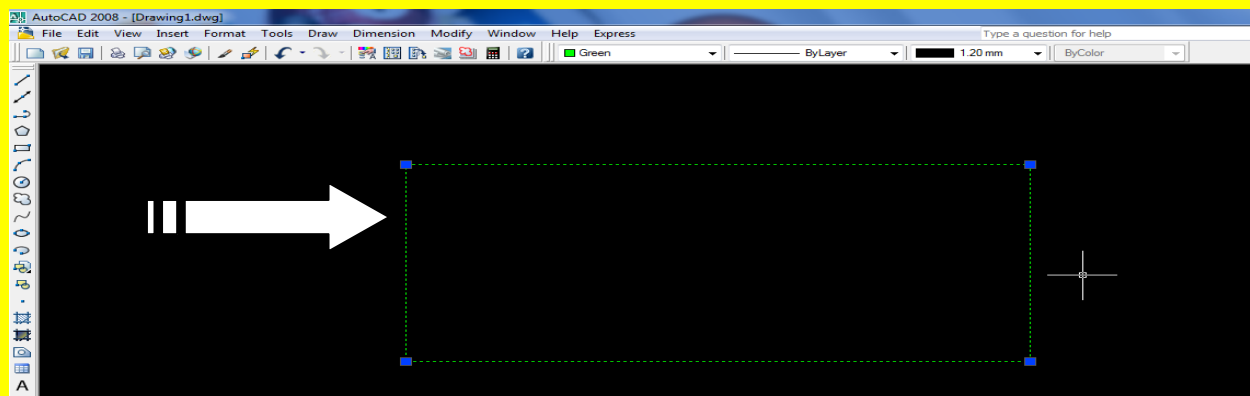 AutoCAD 2008 - [Drawing1.dwg]
File Edit View Insert Format Tools Draw Dimension Modify Window Help Express Type a question for help
Green ByLayer 1.20 mm ByColor
A